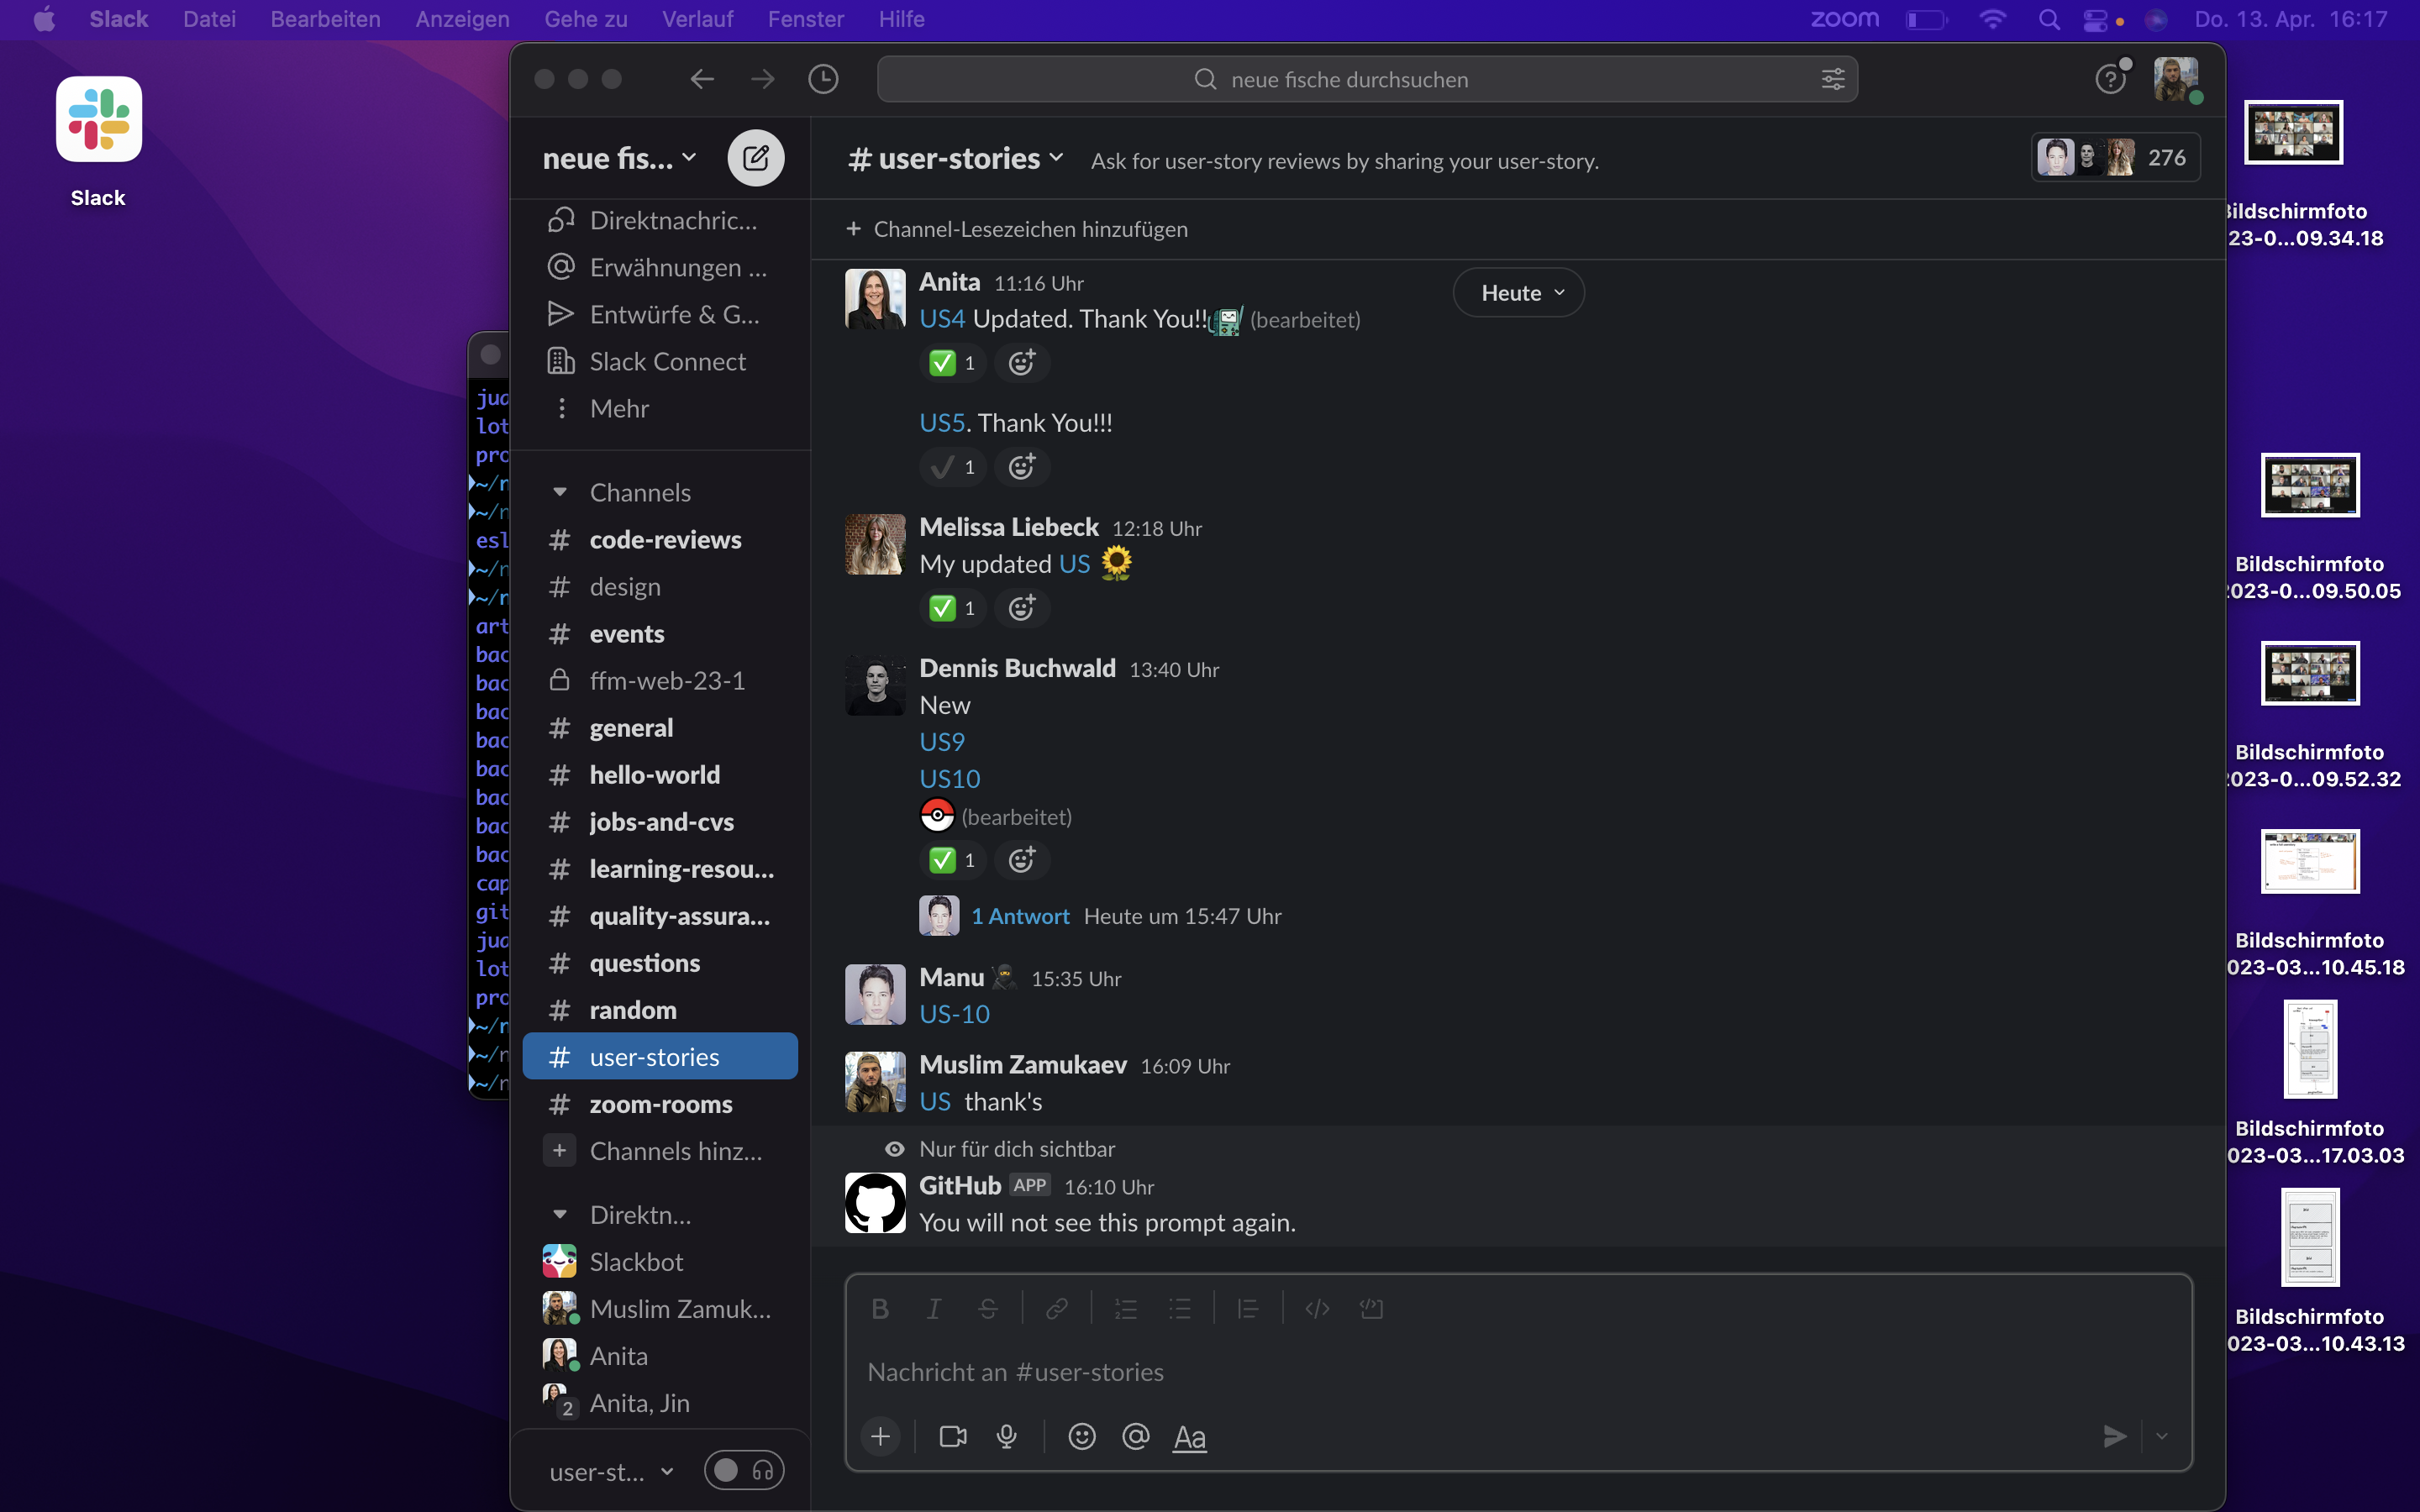 Slack Datei Bearbeiten Anzeigen Gehe zu Verlauf Fenster Hilfe
zoom Do. 13. Apr. 16:17
Slack
neue fische durchsuchen
neue fis...
# user-stories Ask for user-story reviews by sharing your user-story. 276
+ Channel-Lesezeichen hinzufügen
Direktnachric...
Erwähnungen ...
Entwürfe & G...
Slack Connect
Mehr
Channels
# code-reviews
# design
# events
ffm-web-23-1
# general
# hello-world
# jobs-and-cvs
# learning-resou...
# quality-assura...
# questions
# random
# user-stories
# zoom-rooms
+ Channels hinz...
Direktn...
Slackbot
Muslim Zamuk...
Anita
2 Anita, Jin
user-st...
Heute
Anita 11:16 Uhr
US4 Updated. Thank You!! (bearbeitet)
1
US5. Thank You!!!
1
Melissa Liebeck 12:18 Uhr
My updated US
1
Dennis Buchwald 13:40 Uhr
New
US9
US10
(bearbeitet)
1
1 Antwort Heute um 15:47 Uhr
Manu 15:35 Uhr
US-10
Muslim Zamukaev 16:09 Uhr
US thank's
Nur für dich sichtbar
GitHub APP 16:10 Uhr
You will not see this prompt again.
B I S
Nachricht an #user-stories
Aa
jua
lot
pro
~/n
~/n
esl
~/n
~/n
art
bac
bac
bac
bac
bac
bac
bac
bac
cap
git
jua
lot
pro
~/n
~/n
~/n
Bildschirmfoto
23-0...09.34.18
Bildschirmfoto
2023-0...09.50.05
Bildschirmfoto
2023-0...09.52.32
Bildschirmfoto
023-03...10.45.18
Bildschirmfoto
023-03...17.03.03
Bildschirmfoto
023-03...10.43.13